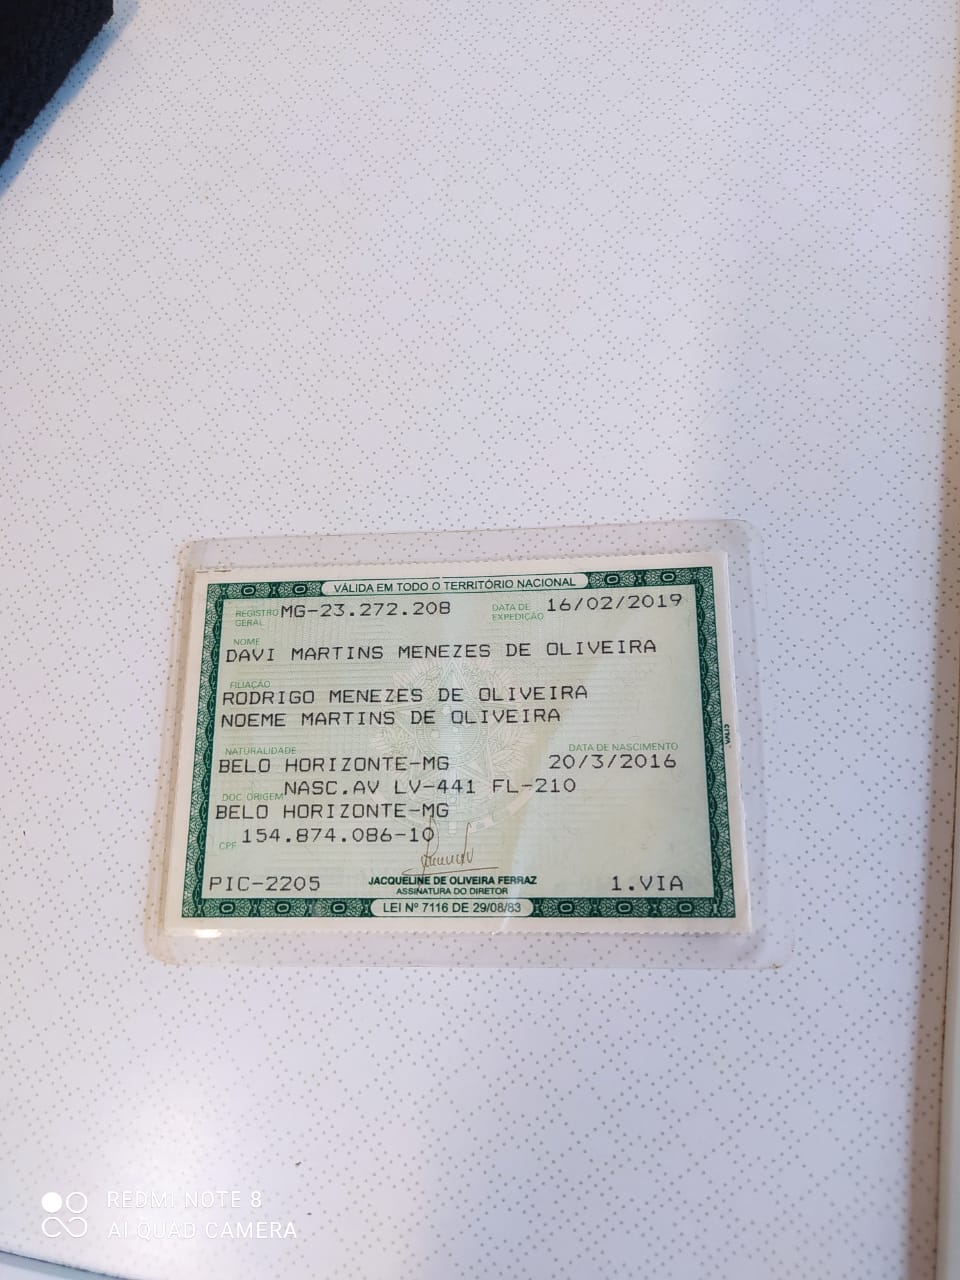 VÁLIDA EM TODO O TERRITÓRIO NACIONAL
REGISTRO GERAL MG-23.272.208 DATA DE EXPEDIÇÃO 16/02/2019
NOME
DAVI MARTINS MENEZES DE OLIVEIRA
FILIAÇÃO
RODRIGO MENEZES DE OLIVEIRA
NOEME MARTINS DE OLIVEIRA
NATURALIDADE DATA DE NASCIMENTO
BELO HORIZONTE-MG 20/3/2016
DOC. ORIGEM NASC.AV LV-441 FL-210
BELO HORIZONTE-MG
CPF 154.874.086-10
PIC-2205 JACQUELINE DE OLIVEIRA FERRAZ 1.VIA
ASSINATURA DO DIRETOR
LEI Nº 7116 DE 29/08/83
REDMI NOTE 8
AI QUAD CAMERA